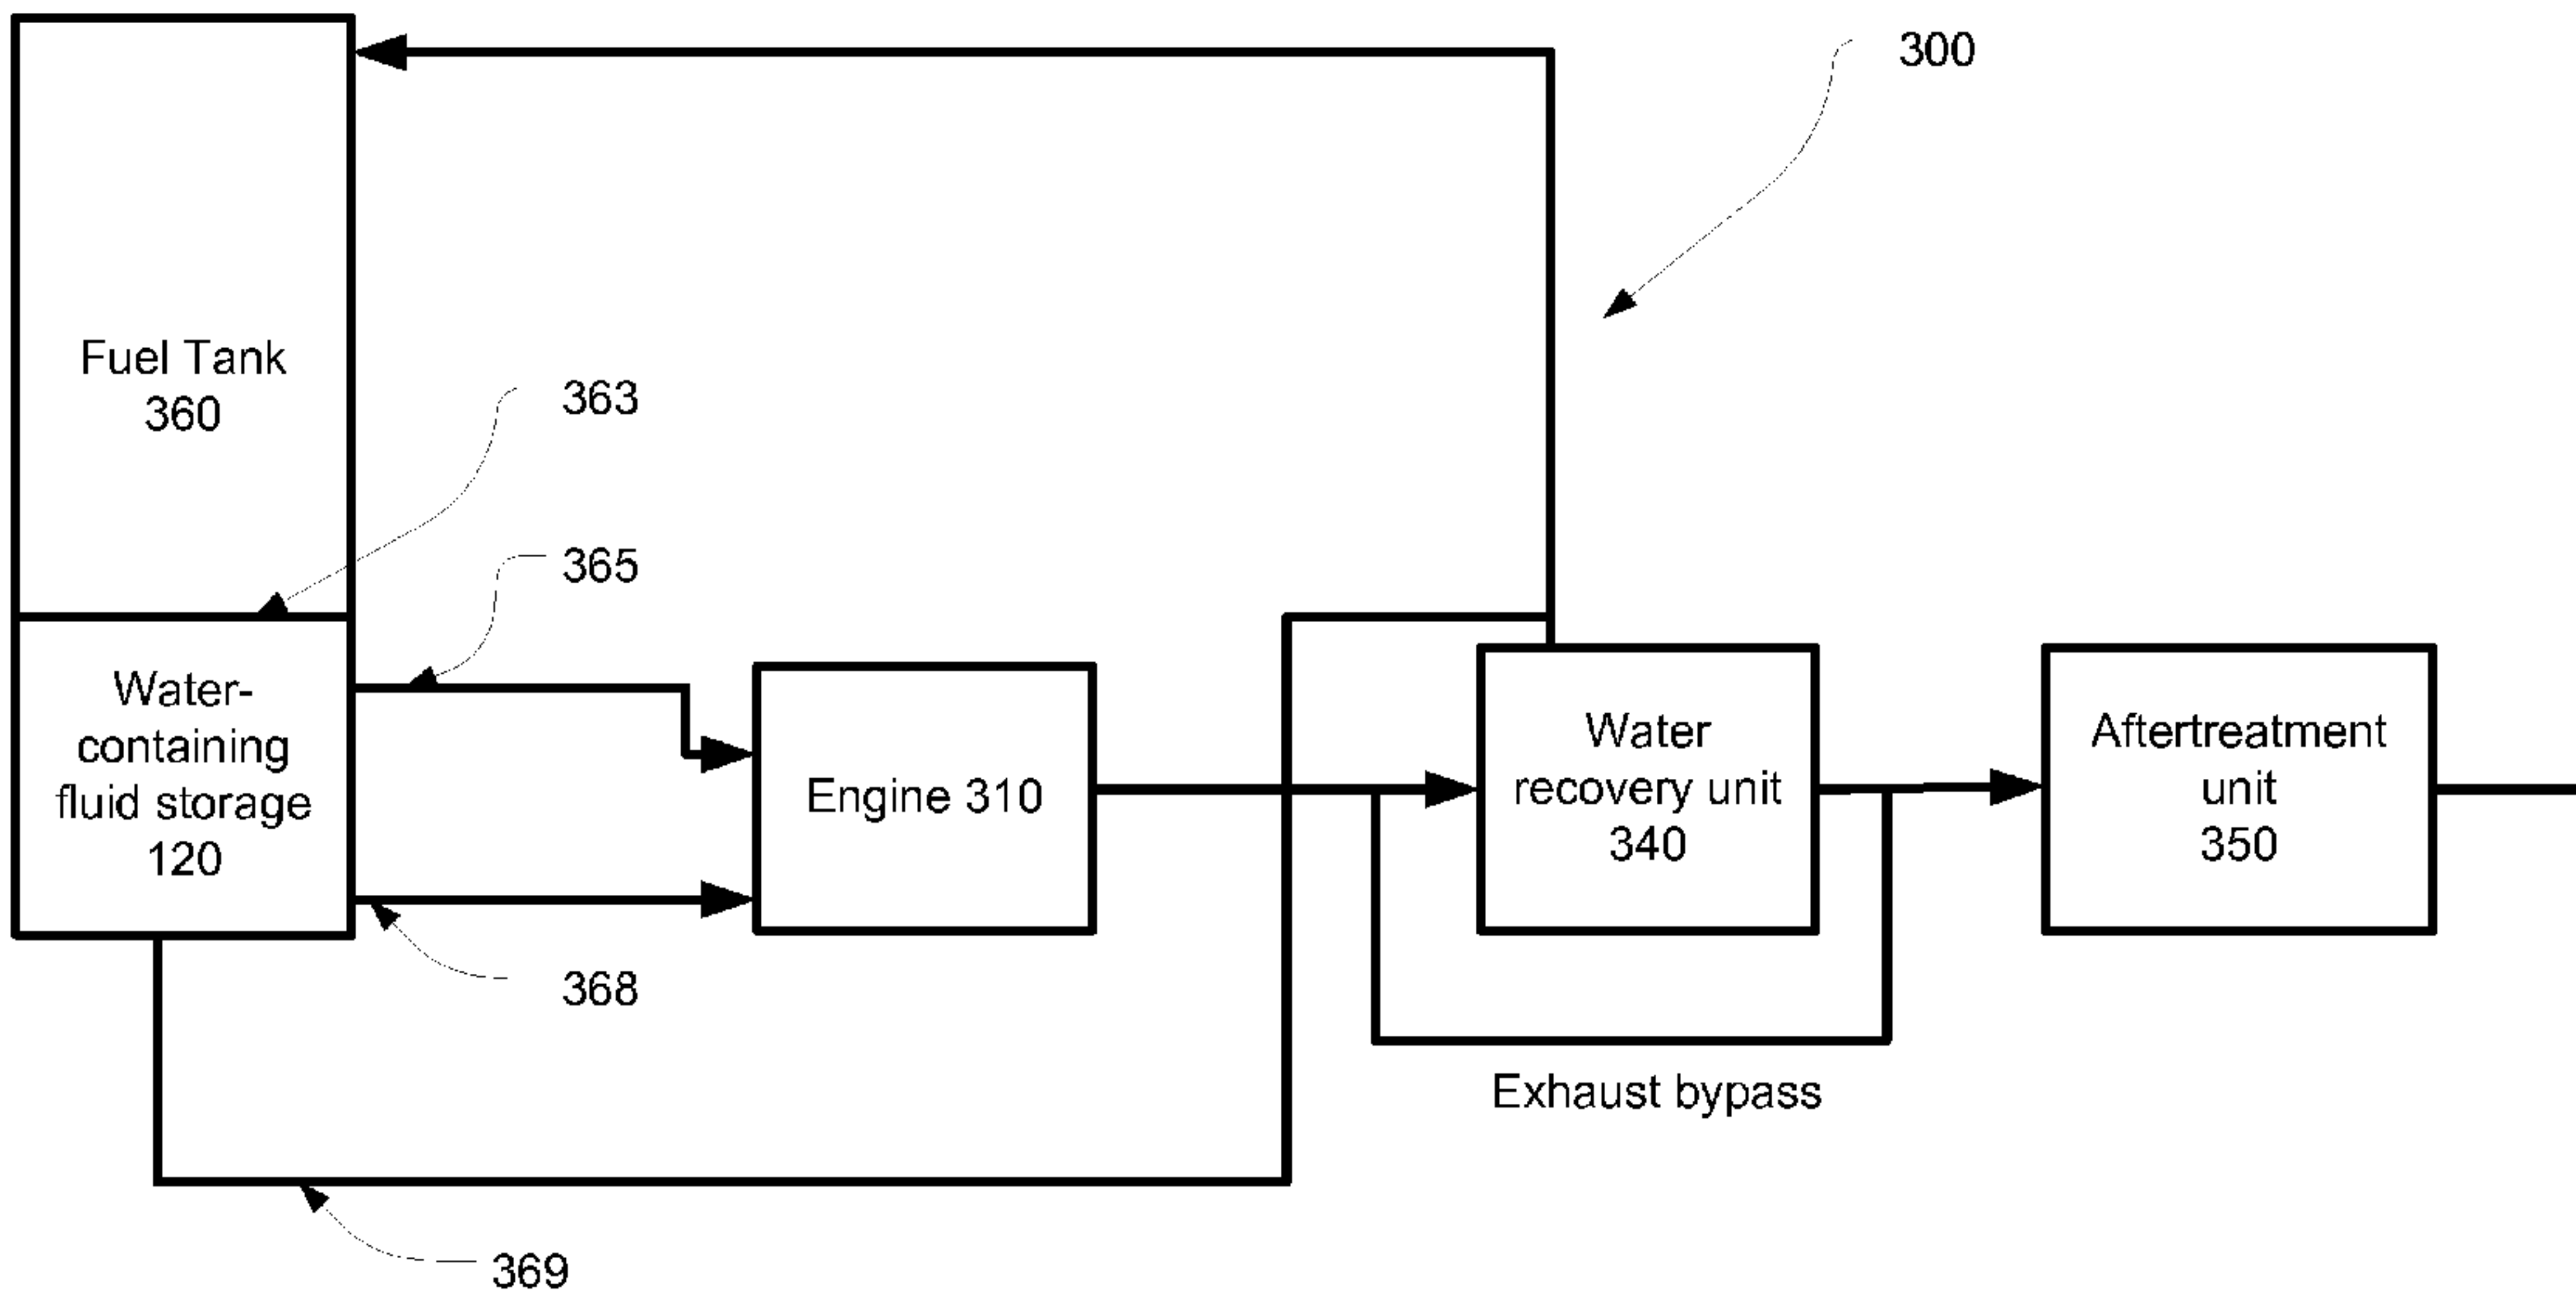 300
Fuel Tank
360
363
365
Water-
containing
fluid storage
120
Engine 310
Water
recovery unit
340
Aftertreatment
unit
350
368
Exhaust bypass
369